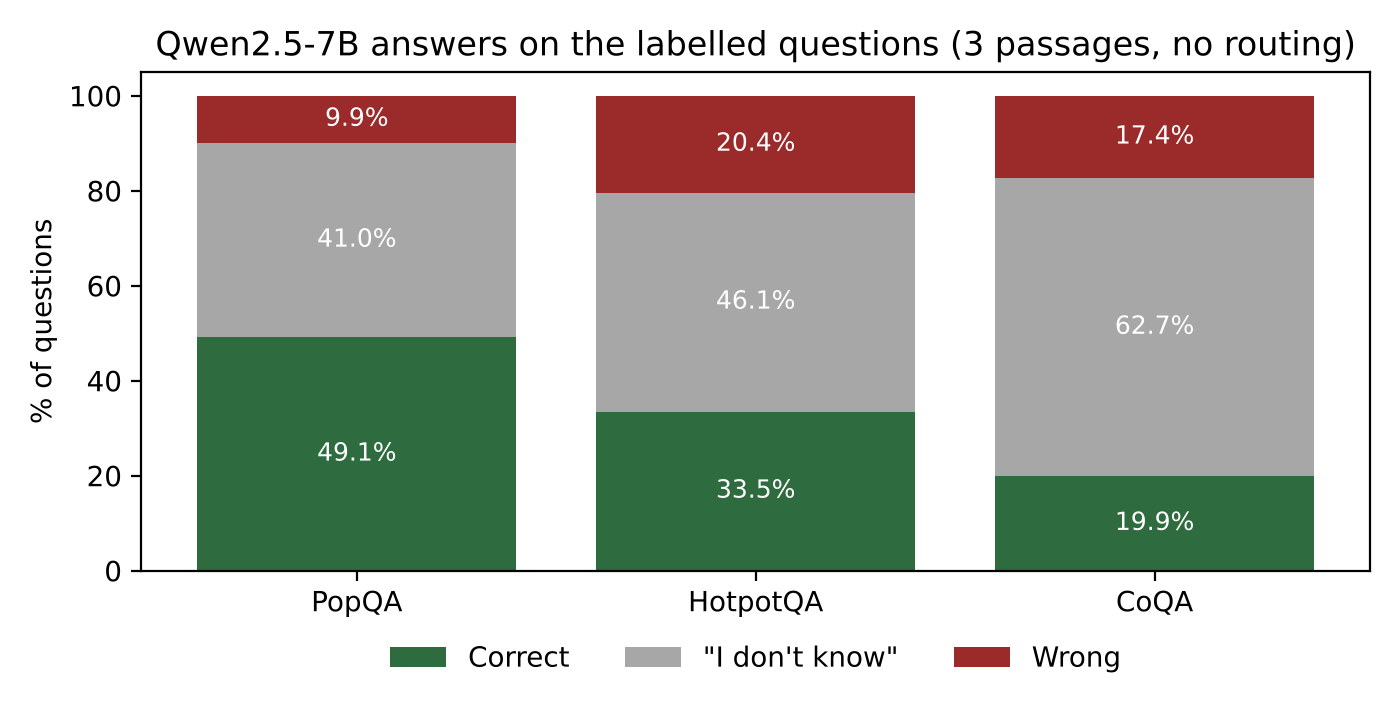 Qwen2.5-7B answers on the labelled questions (3 passages, no routing)
% of questions
100
80
60
40
20
0
9.9%
41.0%
49.1%
20.4%
46.1%
33.5%
17.4%
62.7%
19.9%
PopQA
HotpotQA
CoQA
Correct
"I don't know"
Wrong